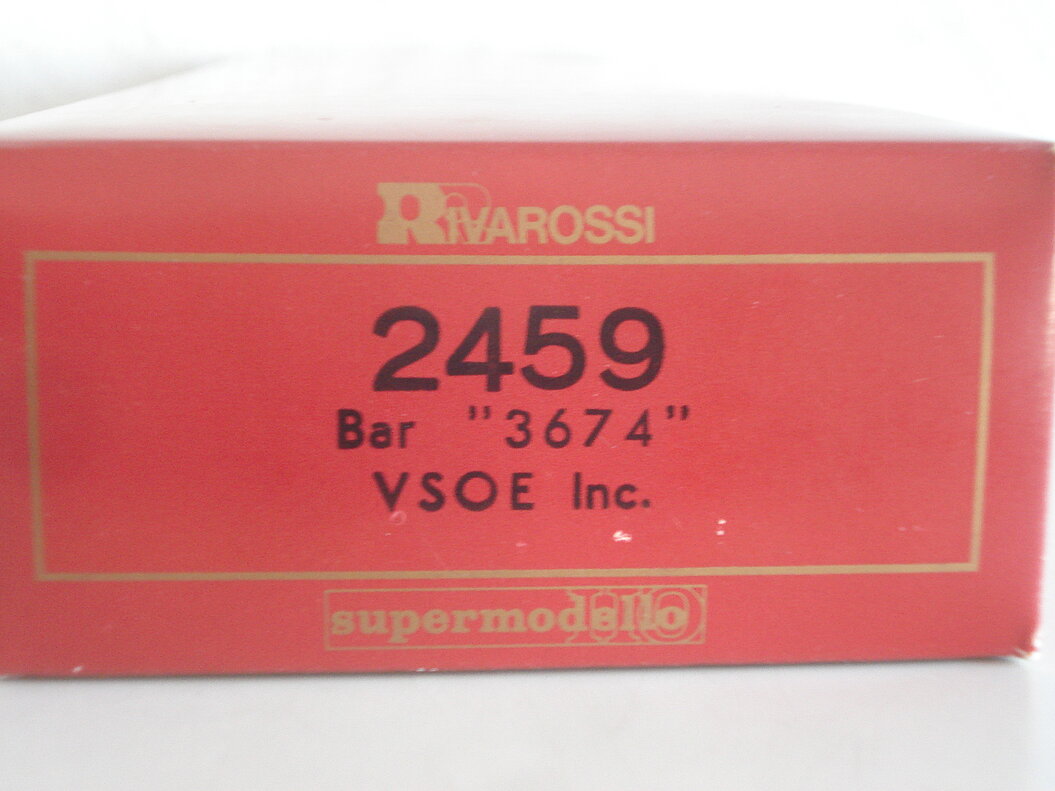 RIVAROSSI
2459
Bar "3674"
VSOE Inc.
supermodello HO